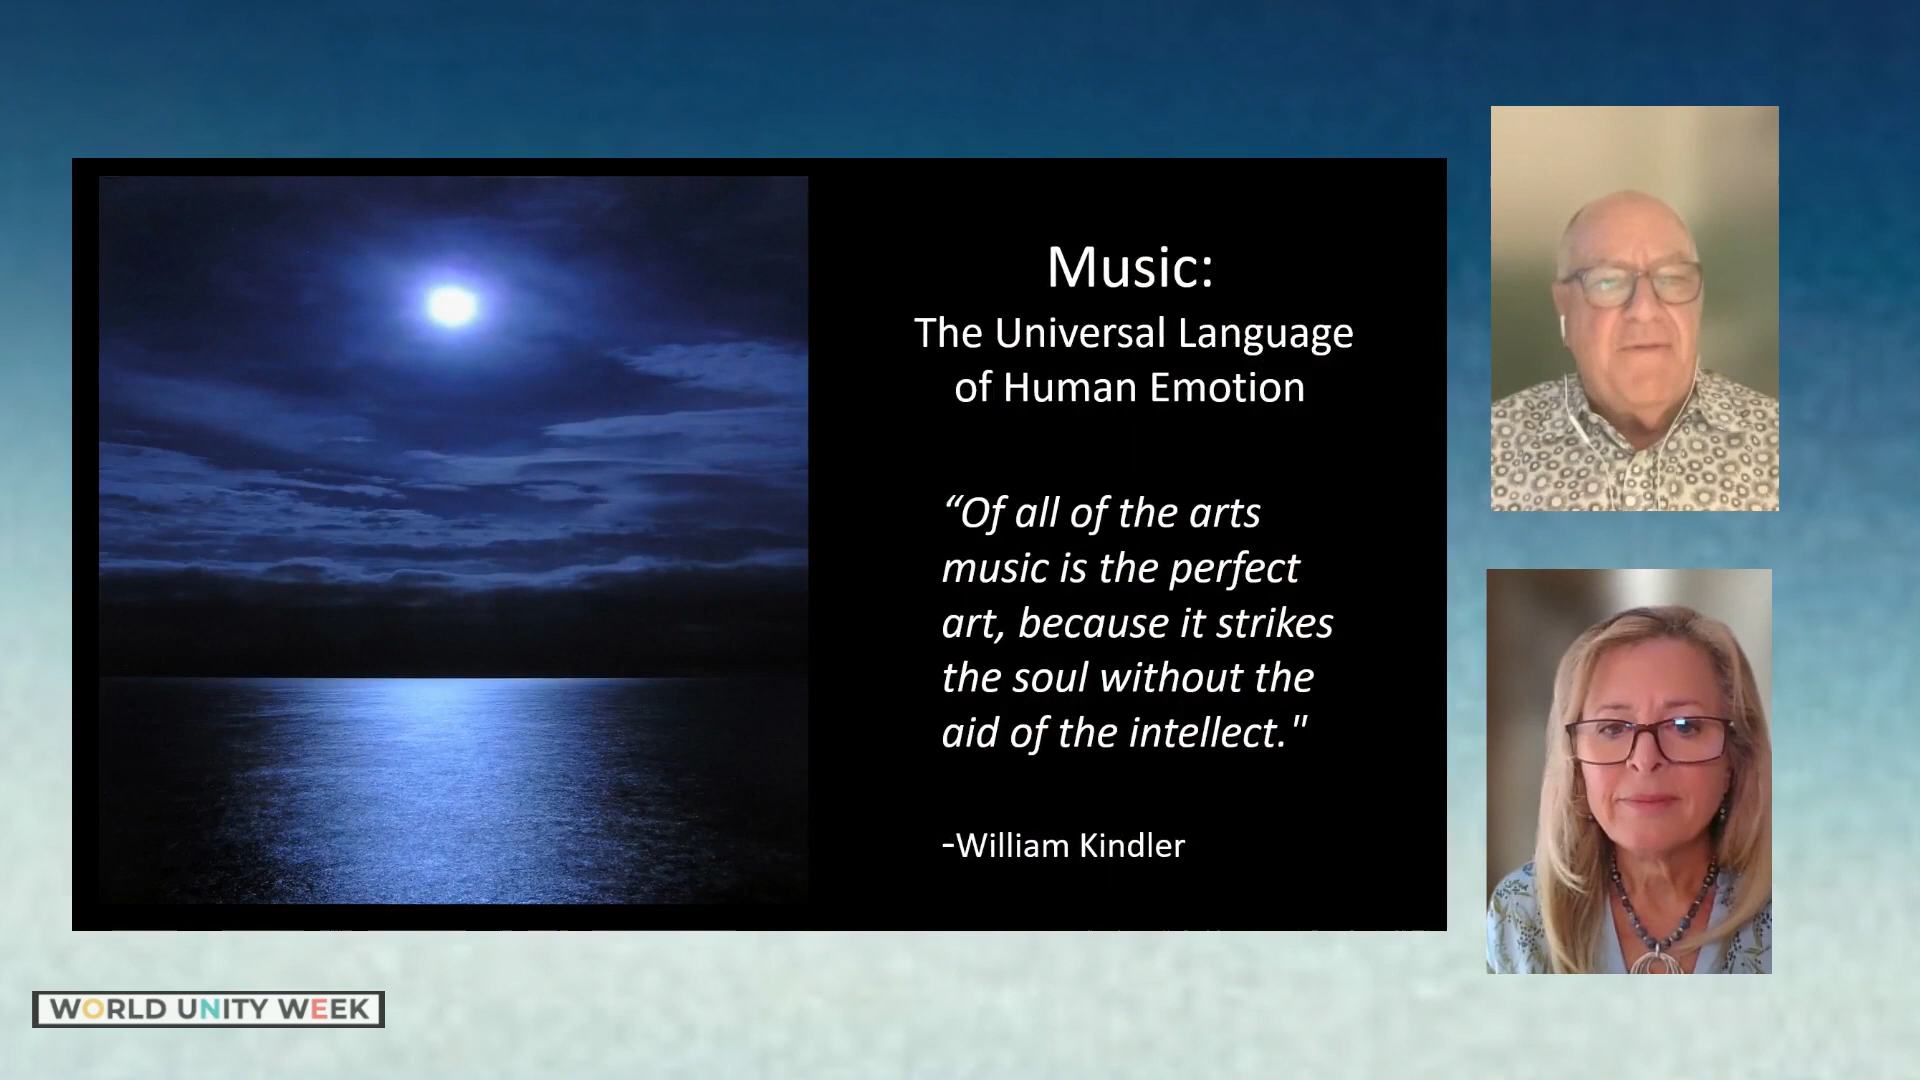 Music:
The Universal Language
of Human Emotion
“Of all of the arts
music is the perfect
art, because it strikes
the soul without the
aid of the intellect."
-William Kindler
WORLD UNITY WEEK